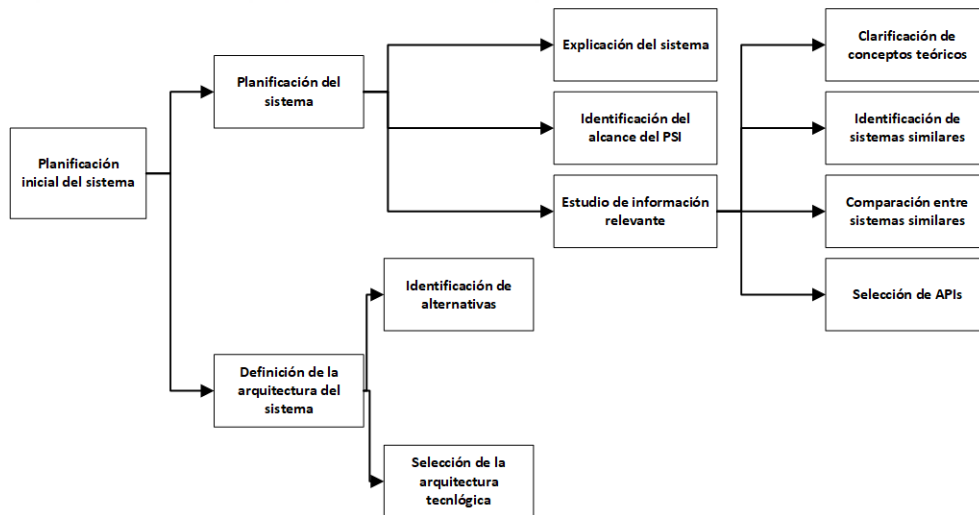 Planificación
inicial del sistema
Planificación del
sistema
Explicación del sistema
Identificación del
alcance del PSI
Estudio de información
relevante
Clarificación de
conceptos teóricos
Identificación de
sistemas similares
Comparación entre
sistemas similares
Selección de APIs
Definición de la
arquitectura del
sistema
Identificación de
alternativas
Selección de la
arquitectura
tecnlógica